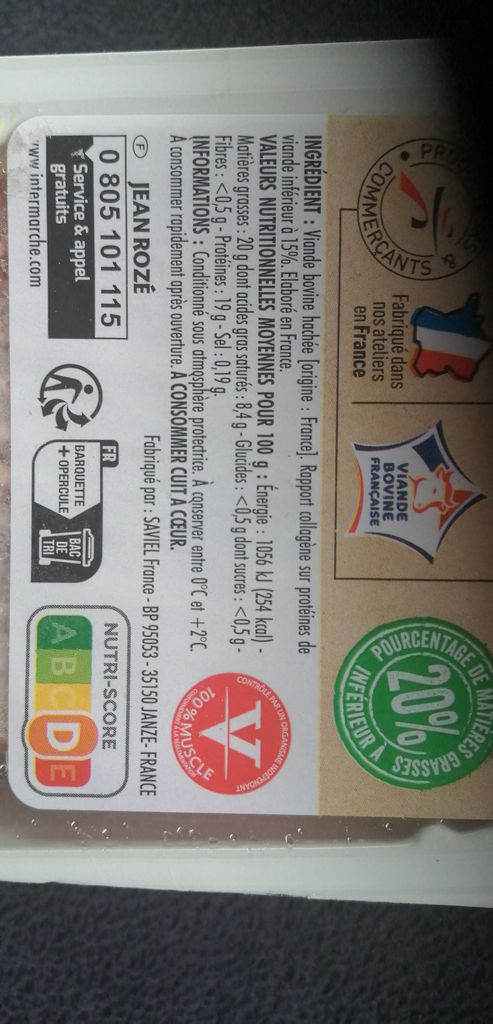 PRO
&
COMMERÇANTS
Fabriqué dans
nos ateliers
en France
VIANDE
BOVINE
FRANÇAISE
POURCENTAGE DE MATIÈRES GRASSES
20%
INFÉRIEUR À
INGRÉDIENT : Viande bovine hachée [origine : France]. Rapport collagène sur protéines de
viande inférieur à 15%. Elaboré en France.
VALEURS NUTRITIONNELLES MOYENNES POUR 100 g : Énergie : 1056 kJ (254 kcal) -
Matières grasses : 20 g dont acides gras saturés : 8,4 g - Glucides : <0,5 g dont sucres : <0,5 g -
Fibres : <0,5 g - Protéines : 19 g - Sel : 0,19 g.
INFORMATIONS : Conditionné sous atmosphère protectrice. À conserver entre 0°C et +2°C.
À consommer rapidement après ouverture. À CONSOMMER CUIT À CŒUR.
CONTRÔLÉ PAR UN ORGANISME INDÉPENDANT
V
100% MUSCLE
Fabriqué par : SAVIEL France - BP 95053 - 35150 JANZE - FRANCE
F JEAN ROZÉ
0 805 101 115
Service & appel
gratuits
www.intermarche.com
FR
BARQUETTE
+ OPERCULE
BAC
DE
TRI
NUTRI-SCORE
A B C D E